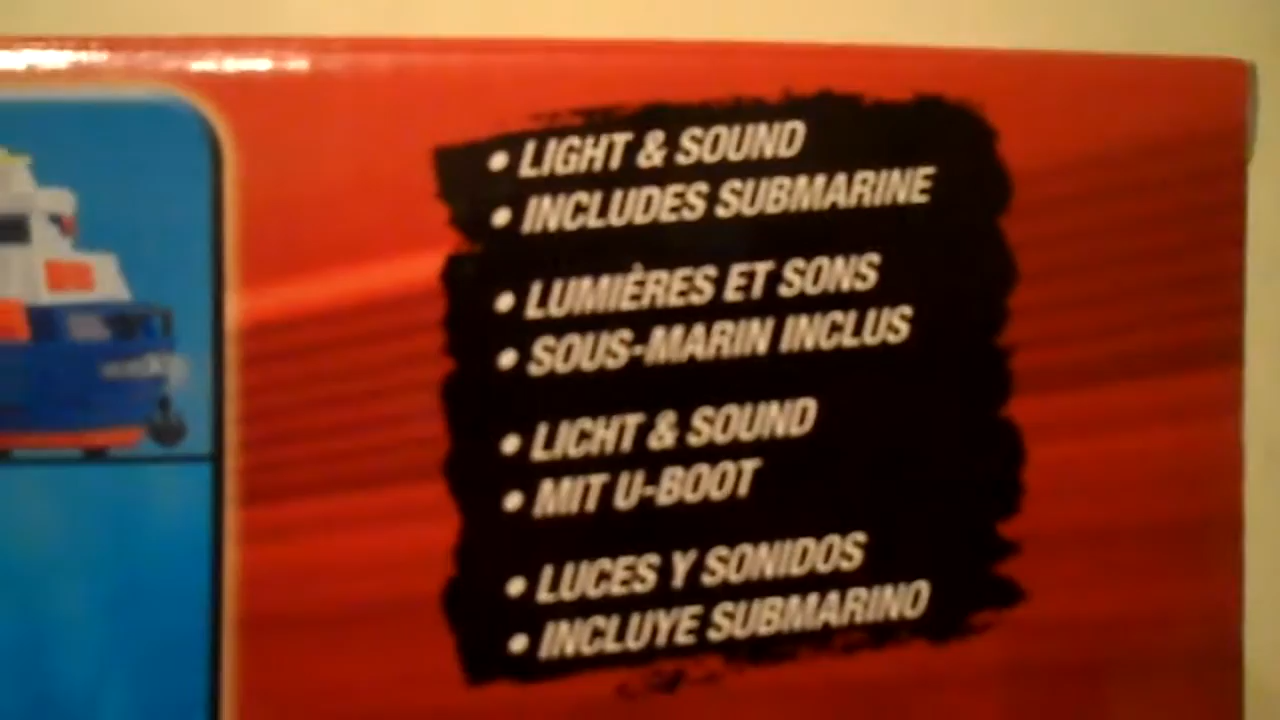 • LIGHT & SOUND
• INCLUDES SUBMARINE
• LUMIÈRES ET SONS
• SOUS-MARIN INCLUS
• LICHT & SOUND
• MIT U-BOOT
• LUCES Y SONIDOS
• INCLUYE SUBMARINO